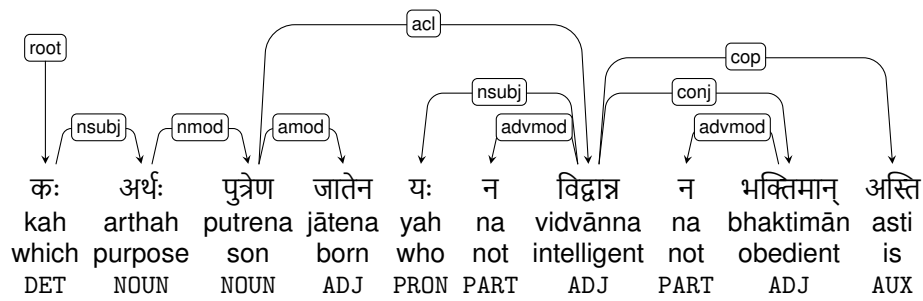 acl
root
cop
nsubj
conj
nsubj
nmod
amod
advmod
advmod
कः अर्थः पुत्रेण जातेन यः न विद्वान्न न भक्तिमान् अस्ति
kah arthah putrena jātena yah na vidvānna na bhaktimān asti
which purpose son born who not intelligent not obedient is
DET NOUN NOUN ADJ PRON PART ADJ PART ADJ AUX